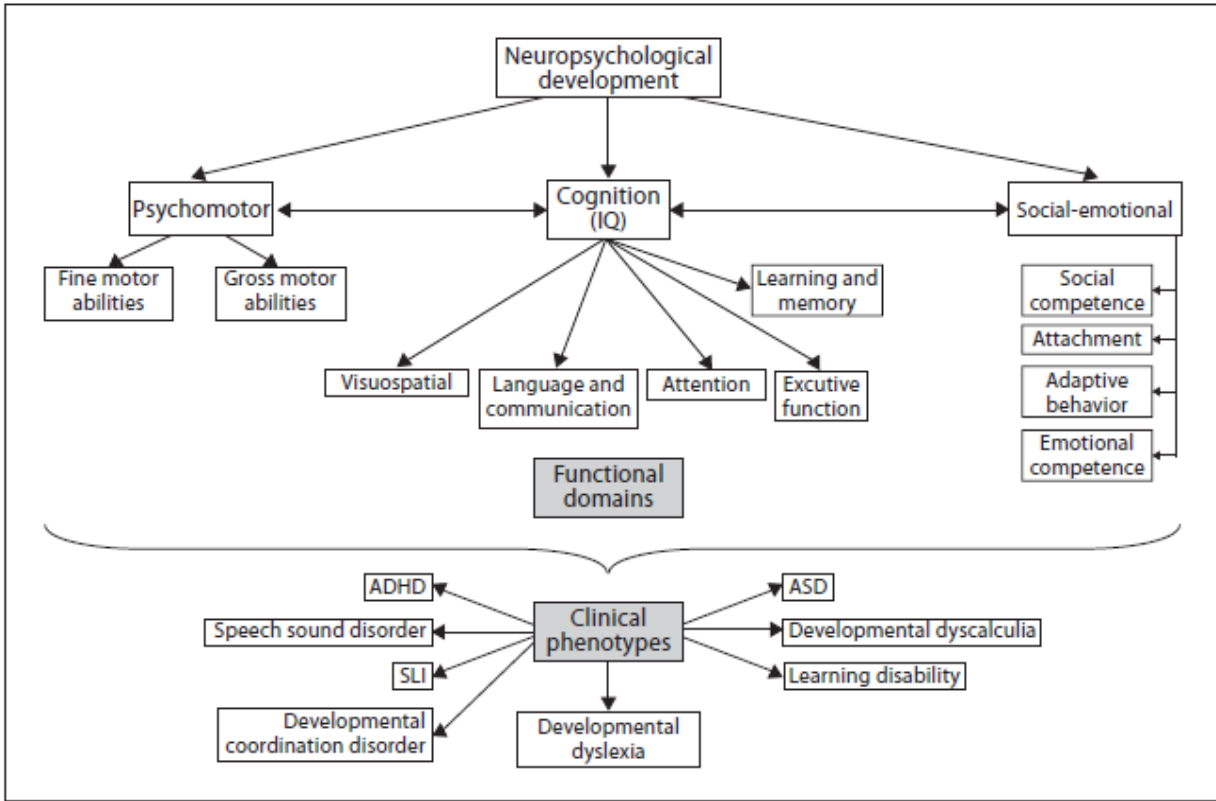 Neuropsychological
development
Psychomotor
Cognition
(IQ)
Social-emotional
Fine motor
abilities
Gross motor
abilities
Learning and
memory
Social
competence
Attachment
Visuospatial
Language and
communication
Attention
Excutive
function
Adaptive
behavior
Emotional
competence
Functional
domains
ADHD
ASD
Speech sound disorder
Clinical
phenotypes
Developmental dyscalculia
SLI
Learning disability
Developmental
coordination disorder
Developmental
dyslexia